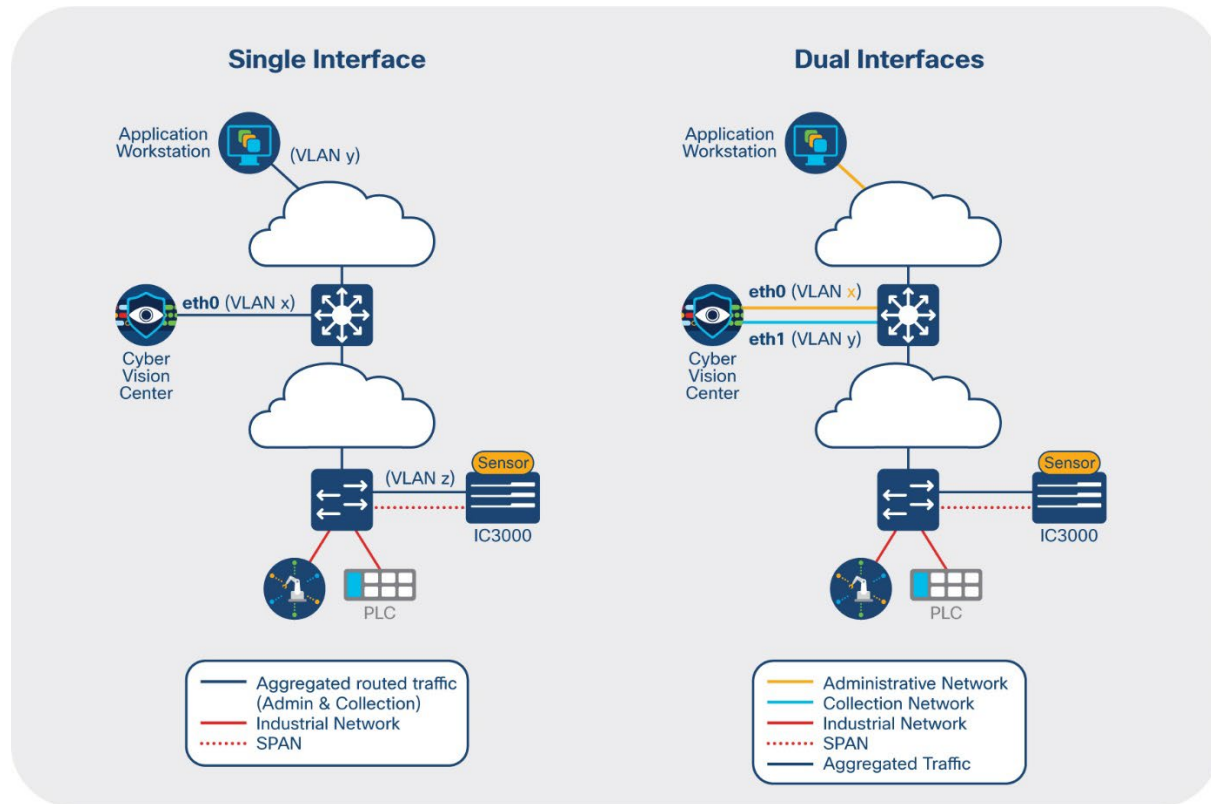 Single Interface
Application
Workstation
(VLAN y)
eth0 (VLAN x)
Cyber
Vision
Center
(VLAN z)
Sensor
IC3000
PLC
Aggregated routed traffic
(Admin & Collection)
Industrial Network
SPAN
Dual Interfaces
Application
Workstation
eth0 (VLAN x)
eth1 (VLAN y)
Cyber
Vision
Center
Sensor
IC3000
PLC
Administrative Network
Collection Network
Industrial Network
SPAN
Aggregated Traffic